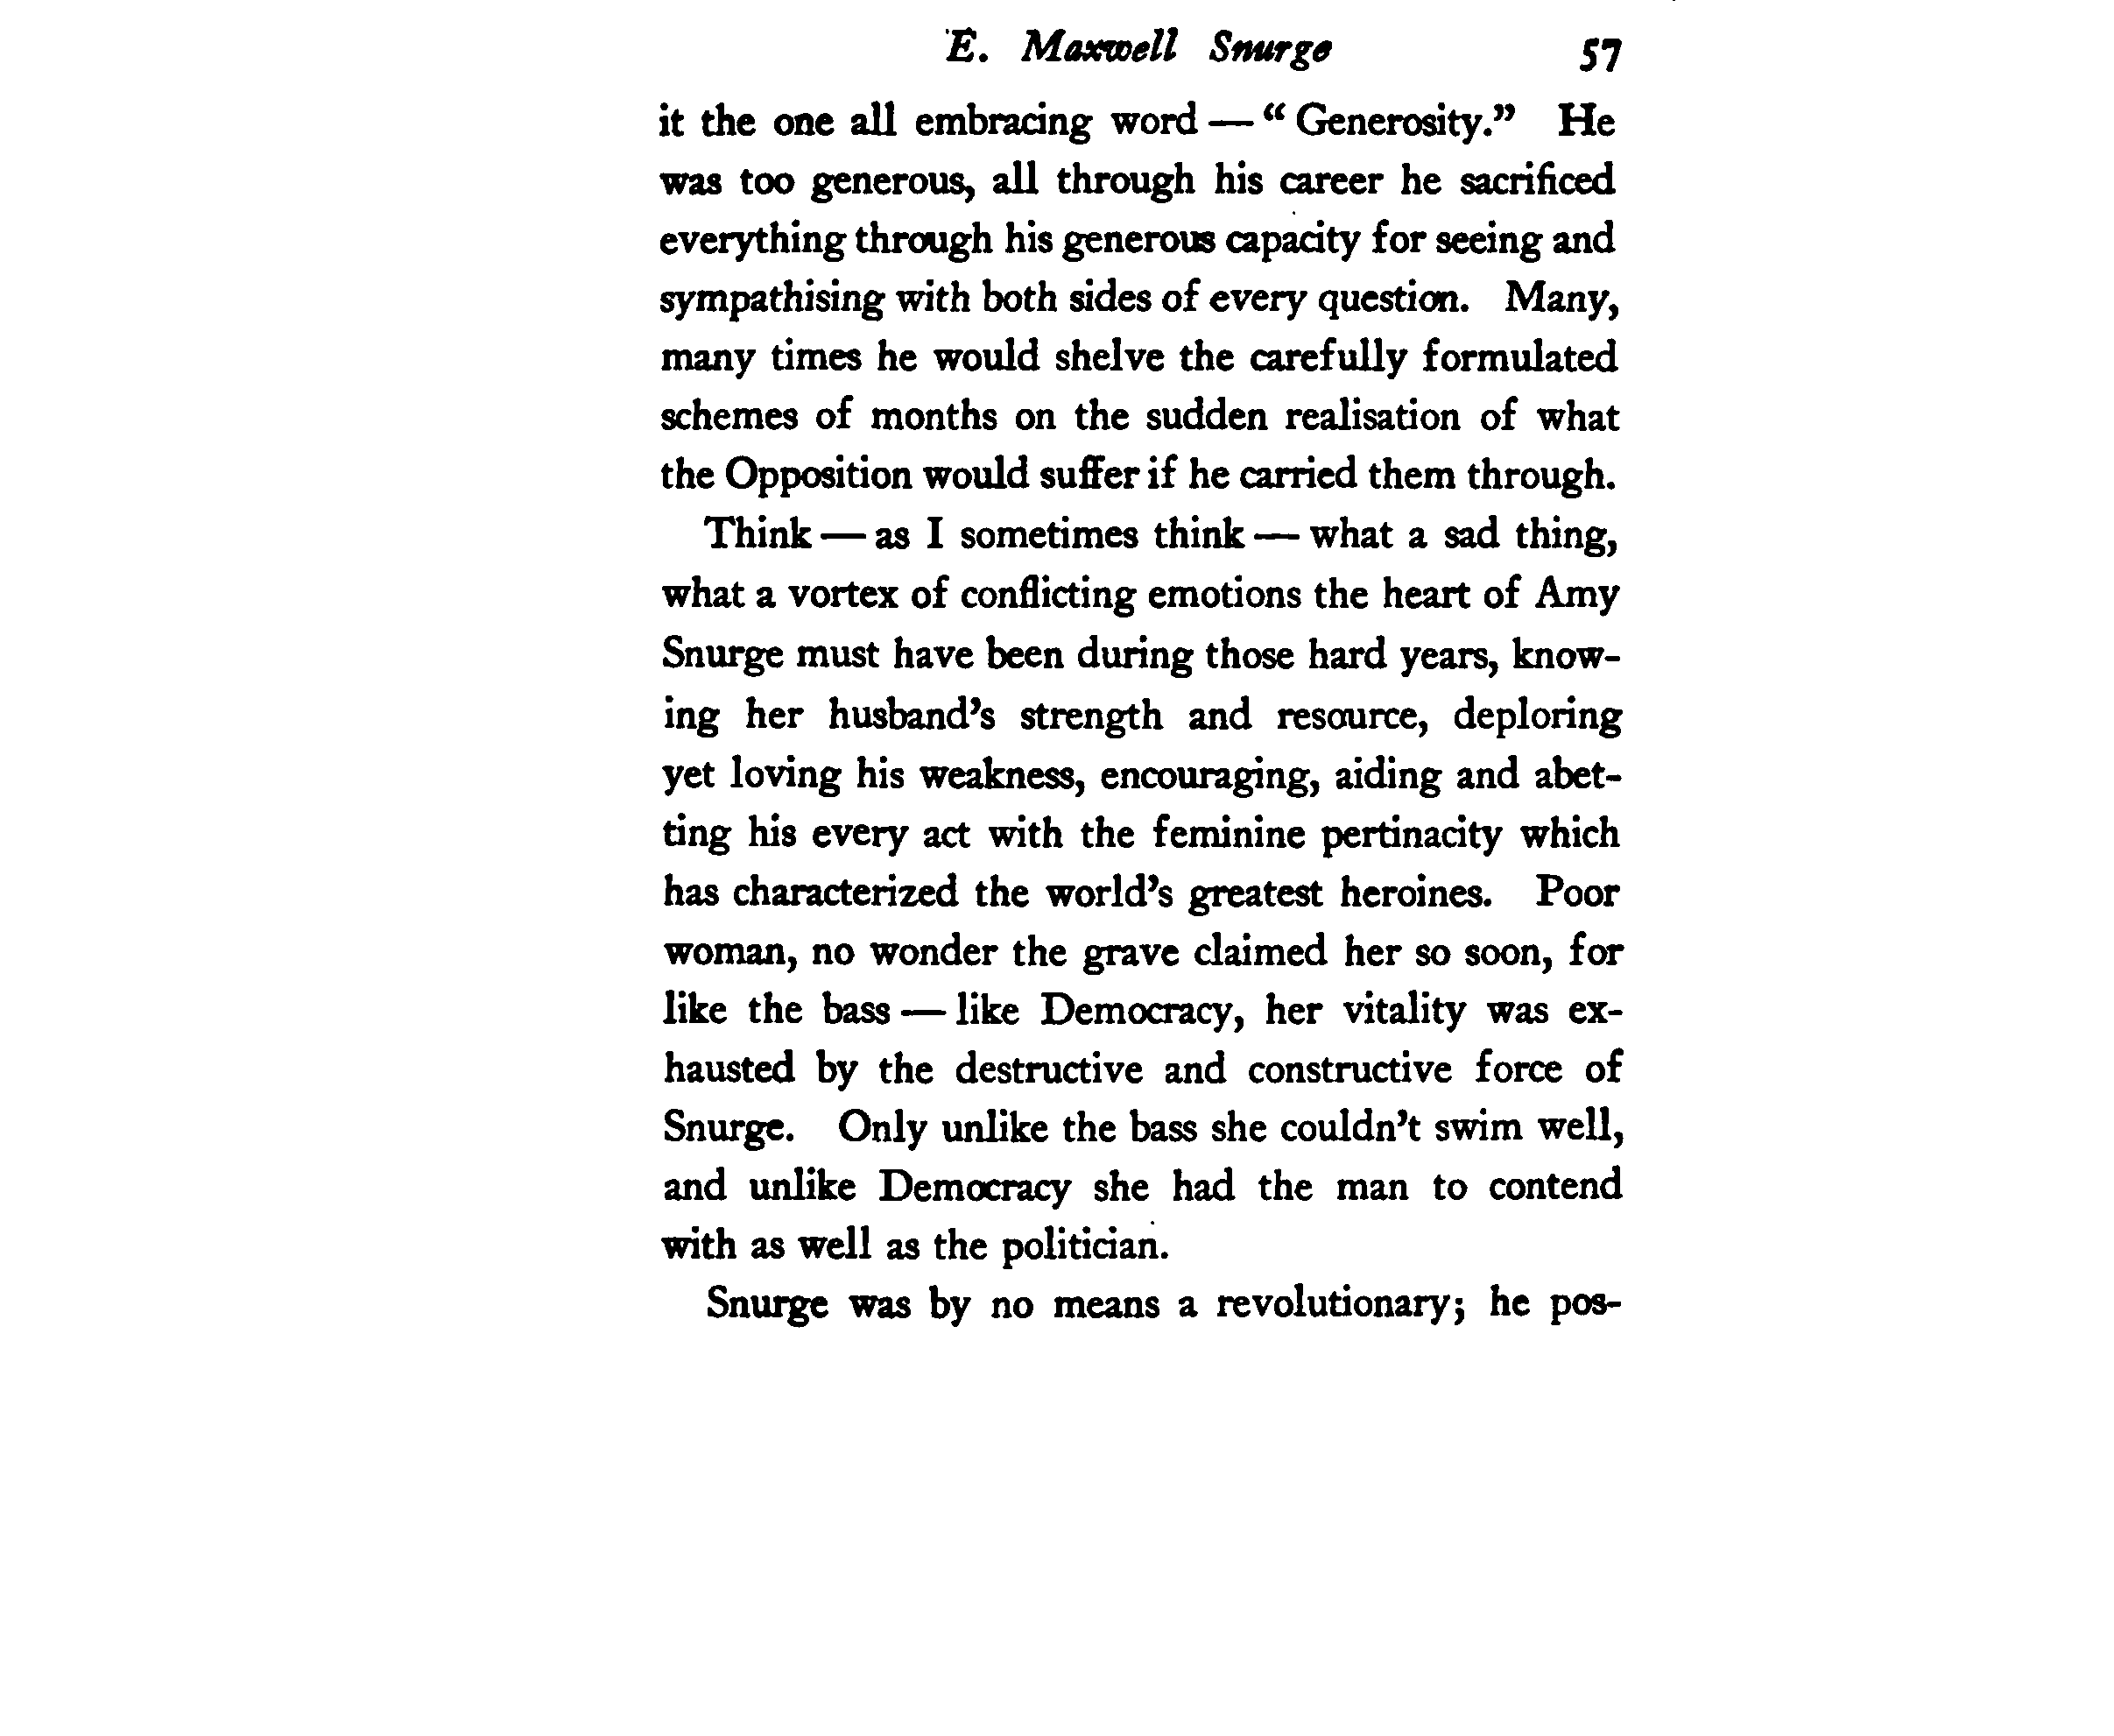 E. Maxwell Snurge 57
it the one all embracing word — “ Generosity.” He
was too generous, all through his career he sacrificed
everything through his generous capacity for seeing and
sympathising with both sides of every question. Many,
many times he would shelve the carefully formulated
schemes of months on the sudden realisation of what
the Opposition would suffer if he carried them through.
Think — as I sometimes think — what a sad thing,
what a vortex of conflicting emotions the heart of Amy
Snurge must have been during those hard years, know-
ing her husband’s strength and resource, deploring
yet loving his weakness, encouraging, aiding and abet-
ting his every act with the feminine pertinacity which
has characterized the world’s greatest heroines. Poor
woman, no wonder the grave claimed her so soon, for
like the bass — like Democracy, her vitality was ex-
hausted by the destructive and constructive force of
Snurge. Only unlike the bass she couldn’t swim well,
and unlike Democracy she had the man to contend
with as well as the politician.
Snurge was by no means a revolutionary; he pos-